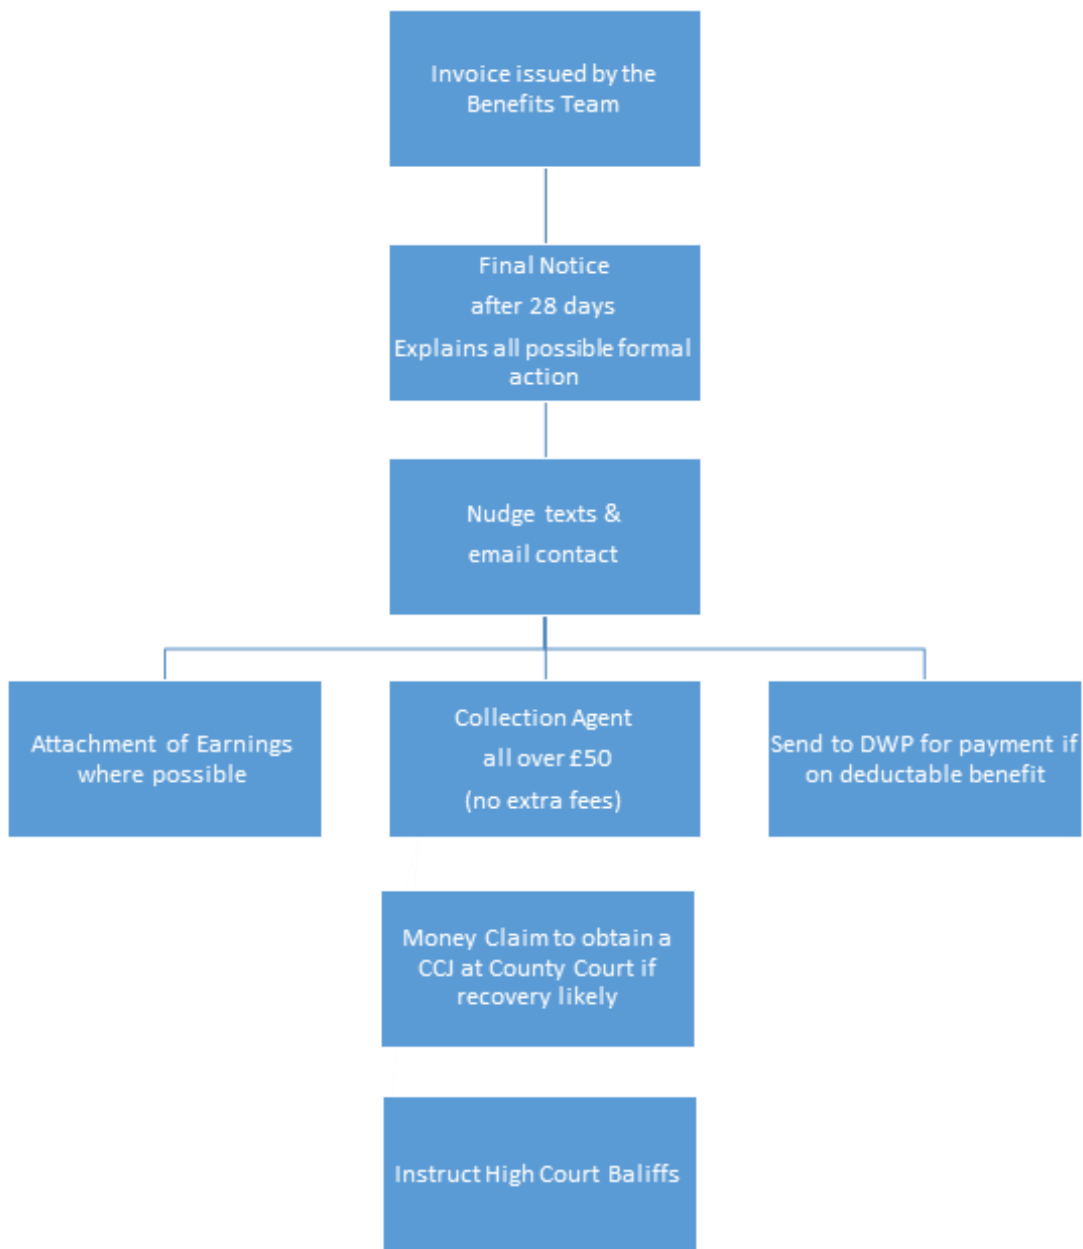 Invoice issued by the
Benefits Team
Final Notice
after 28 days
Explains all possible formal
action
Nudge texts &
email contact
Attachment of Earnings
where possible
Collection Agent
all over £50
(no extra fees)
Send to DWP for payment if
on deductable benefit
Money Claim to obtain a
CCJ at County Court if
recovery likely
Instruct High Court Baliffs